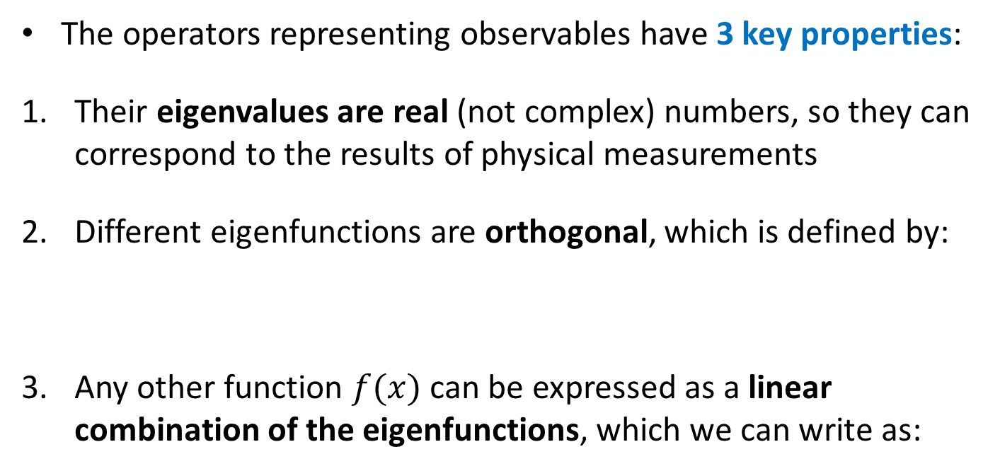 • The operators representing observables have 3 key properties:
1. Their eigenvalues are real (not complex) numbers, so they can
correspond to the results of physical measurements
2. Different eigenfunctions are orthogonal, which is defined by:
3. Any other function 𝑓(𝑥) can be expressed as a linear
combination of the eigenfunctions, which we can write as: